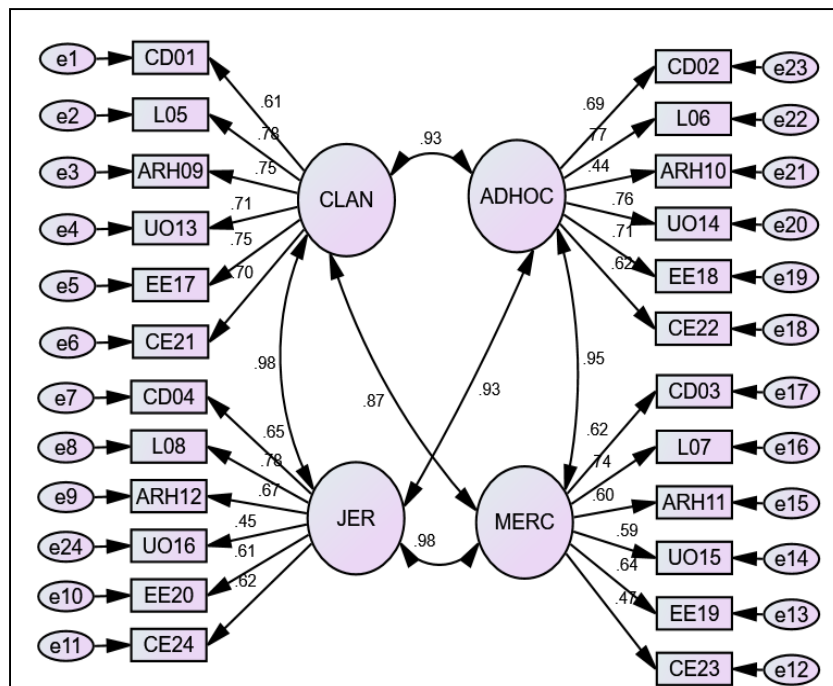 e1
CD01
.61
e2
L05
.78
e3
ARH09
.75
e4
UO13
.71
e5
EE17
.75
e6
CE21
.70
CLAN
.93
ADHOC
CD02
e23
.69
L06
e22
.77
ARH10
e21
.44
UO14
e20
.76
EE18
e19
.71
CE22
e18
.62
.98
.87
.93
.95
e7
CD04
.65
e8
L08
.78
e9
ARH12
.67
e24
UO16
.45
e10
EE20
.61
e11
CE24
.62
JER
.98
MERC
CD03
e17
.62
L07
e16
.74
ARH11
e15
.60
UO15
e14
.59
EE19
e13
.64
CE23
e12
.47